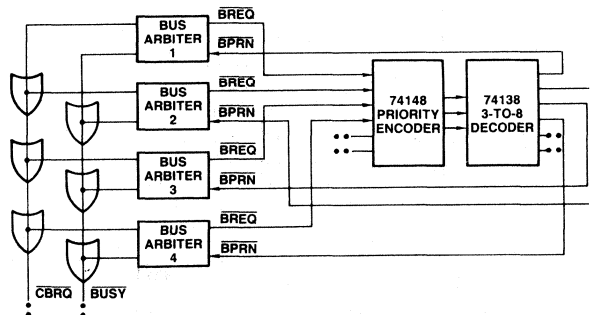 BUS
ARBITER
1
BREQ
BPRN
BUS
ARBITER
2
BREQ
BPRN
BUS
ARBITER
3
BREQ
BPRN
BUS
ARBITER
4
BREQ
BPRN
74148
PRIORITY
ENCODER
74138
3-TO-8
DECODER
CBRQ
BUSY